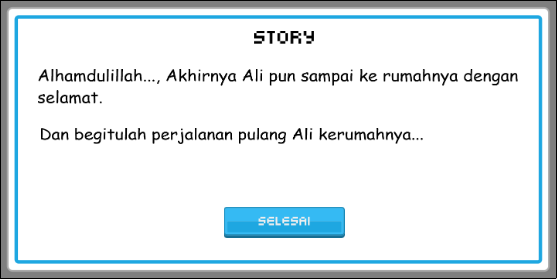 STORY
Alhamdulillah..., Akhirnya Ali pun sampai ke rumahnya dengan
selamat.
Dan begitulah perjalanan pulang Ali kerumahnya...
SELESAI